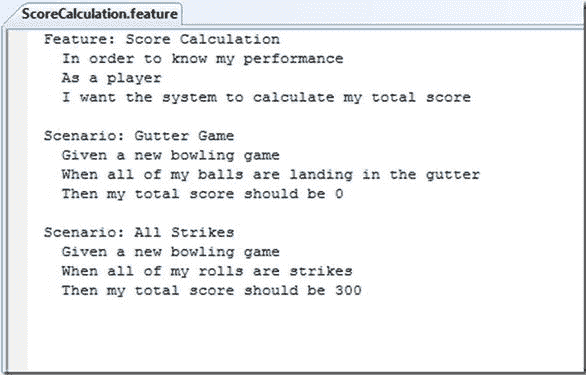 ScoreCalculation.feature
Feature: Score Calculation
In order to know my performance
As a player
I want the system to calculate my total score
Scenario: Gutter Game
Given a new bowling game
When all of my balls are landing in the gutter
Then my total score should be 0
Scenario: All Strikes
Given a new bowling game
When all of my rolls are strikes
Then my total score should be 300